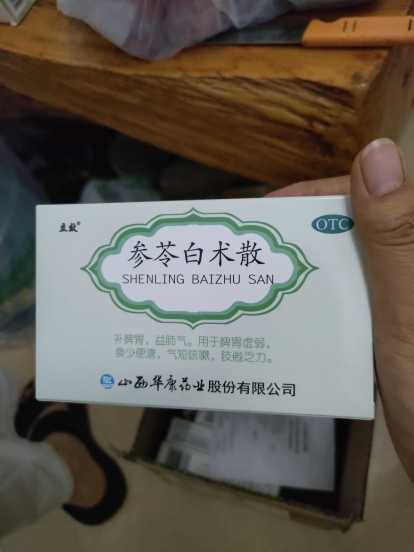 立效®
OTC
参苓白术散
SHENLING BAIZHU SAN
补脾胃，益肺气。用于脾胃虚弱，
食少便溏，气短咳嗽，肢倦乏力。
山西华康药业股份有限公司